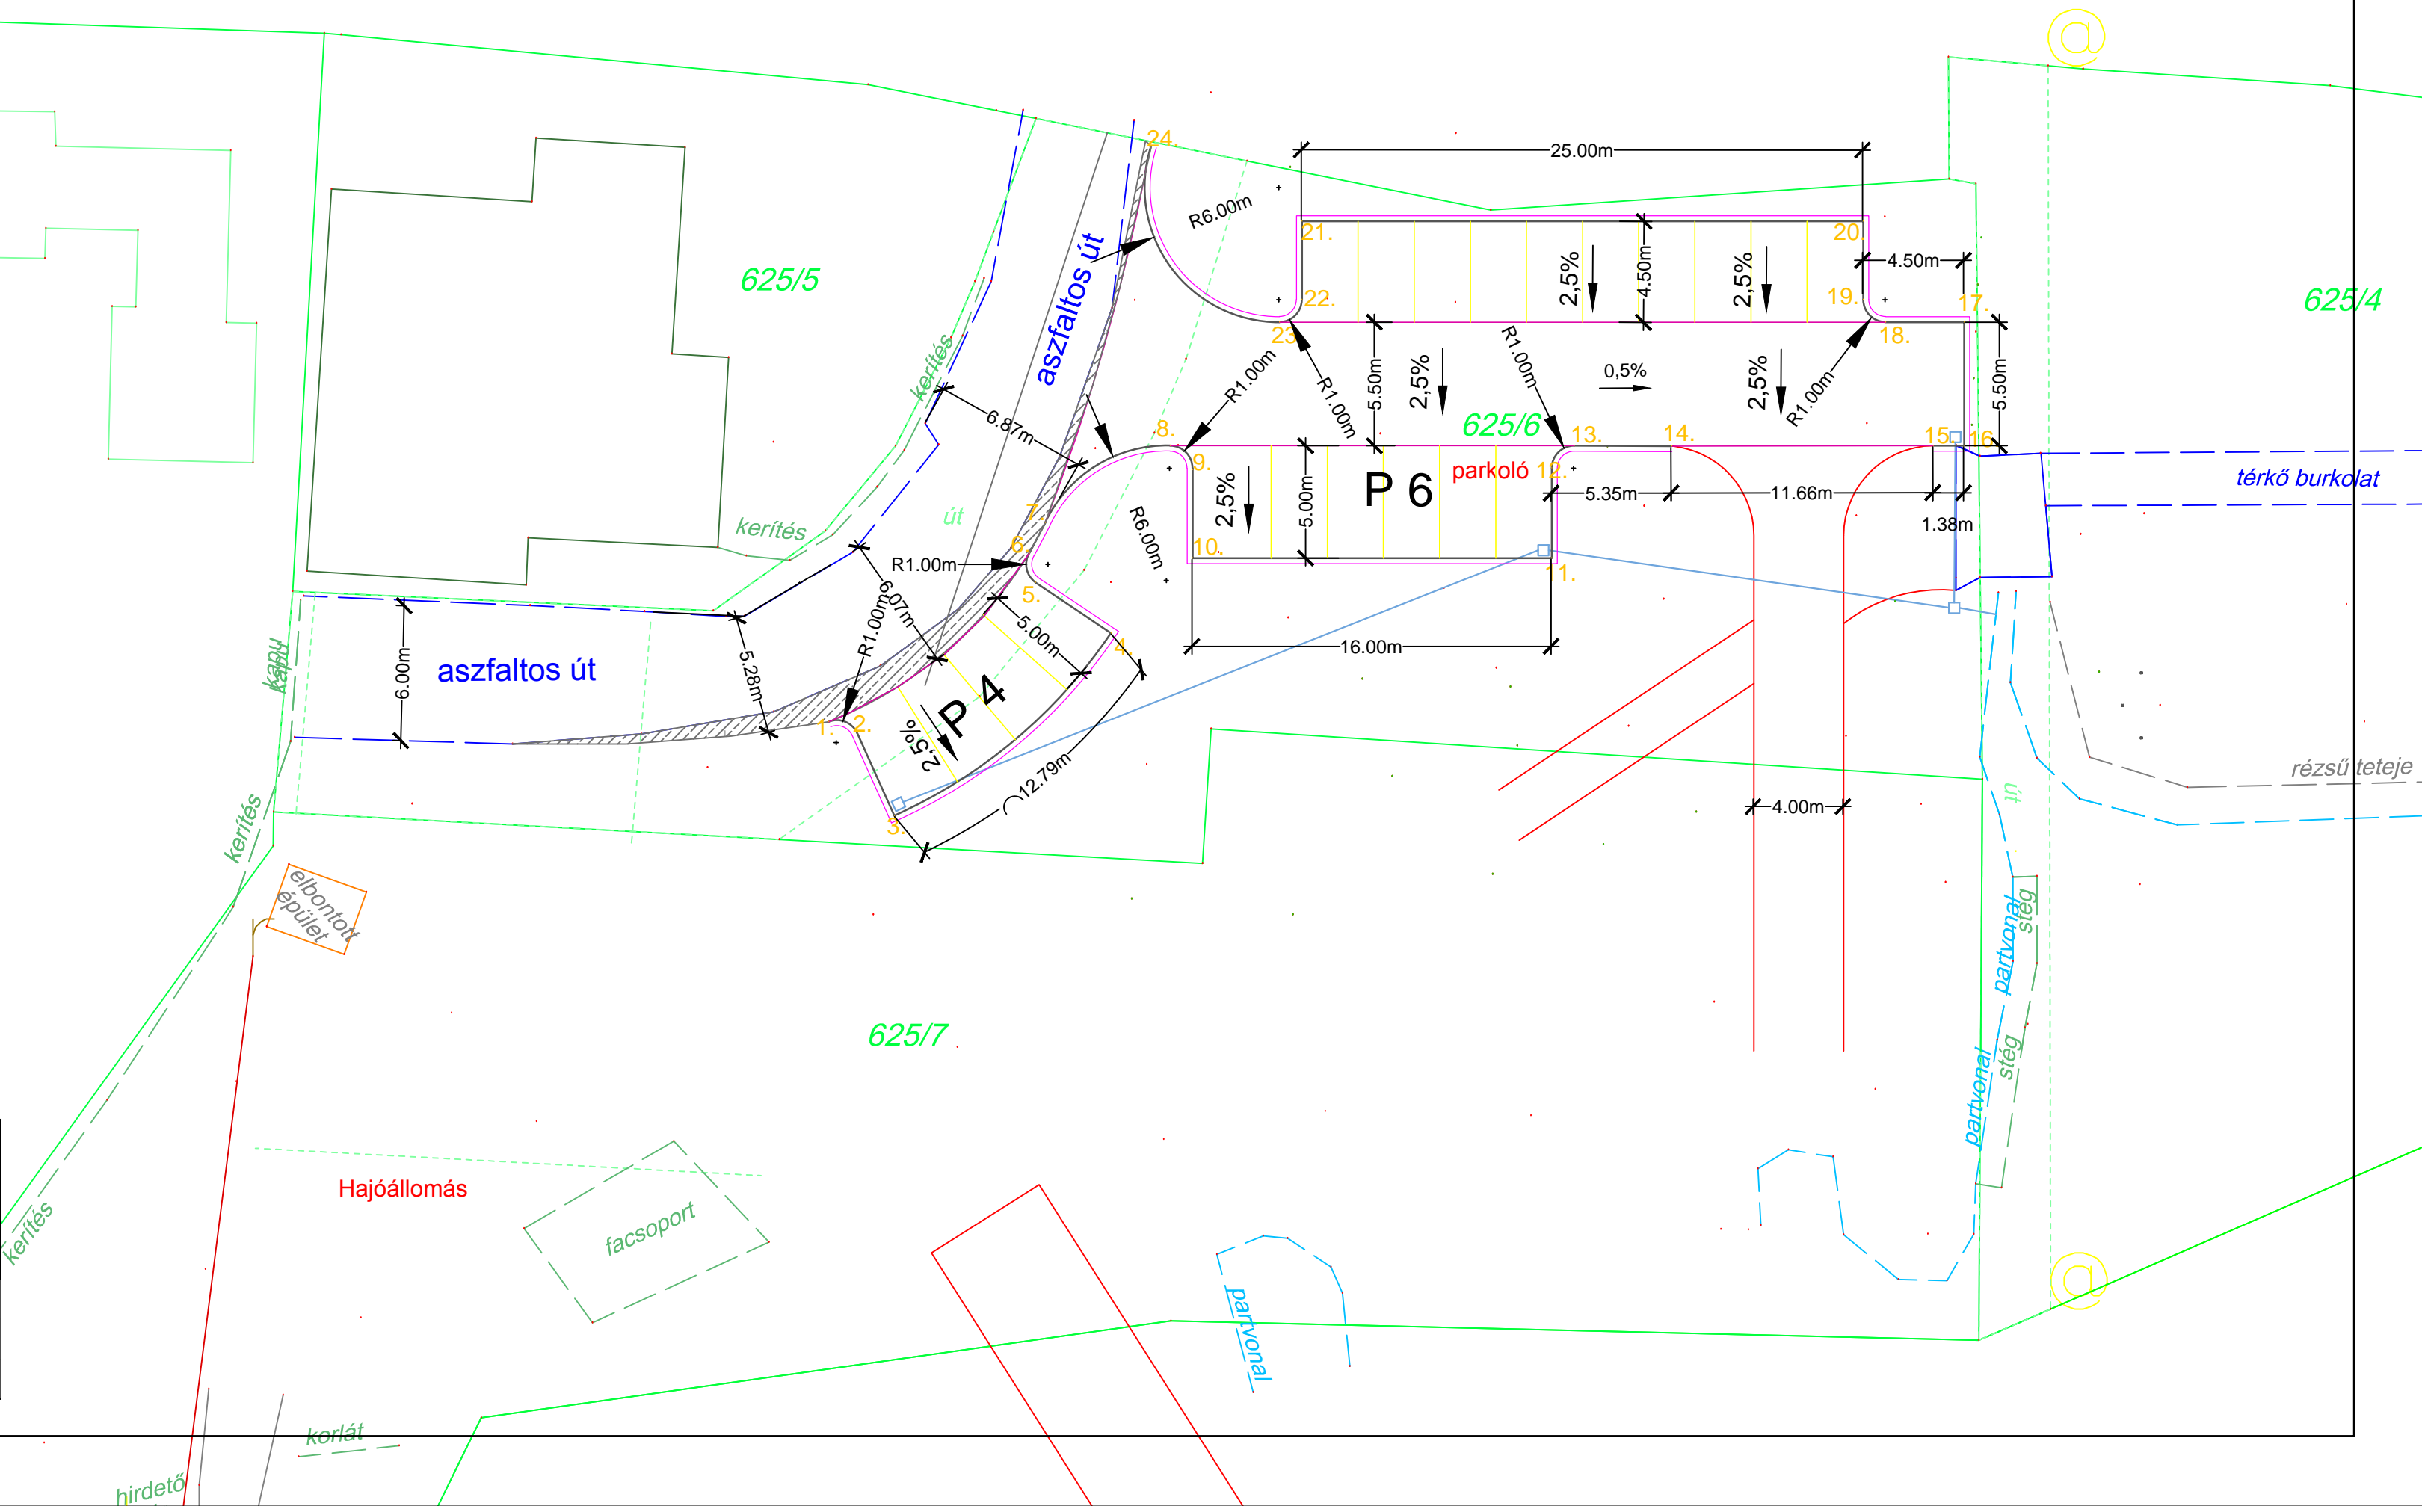 @
24.
25.00m
R6.00m
625/5
aszfaltos út
21.
20.
2,5%
4.50m
2,5%
4.50m
22.
19.
17.
625/4
23.
18.
kerítés
R1.00m
R1.00m
5.50m
2,5%
R1.00m
0,5%
2,5%
R1.00m
5.50m
6.87m
625/6
8.
13.
14.
15.
16.
9.
parkoló
12.
P 6
térkő burkolat
2,5%
5.00m
5.35m
11.66m
1.38m
7.
út
kerítés
R6.00m
6.
10.
R1.00m
11.
5.
6.07m
R1.00m
5.00m
4.
16.00m
kapu
kapu
6.00m
aszfaltos út
5.28m
P 4
1.
2.
2,5%
12.79m
4.00m
rézsű teteje
út
3.
kerítés
elbontott
épület
stég
partvonal
625/7
stég
partvonal
Hajóállomás
facsoport
kerítés
@
partvonal
korlát
hirdető